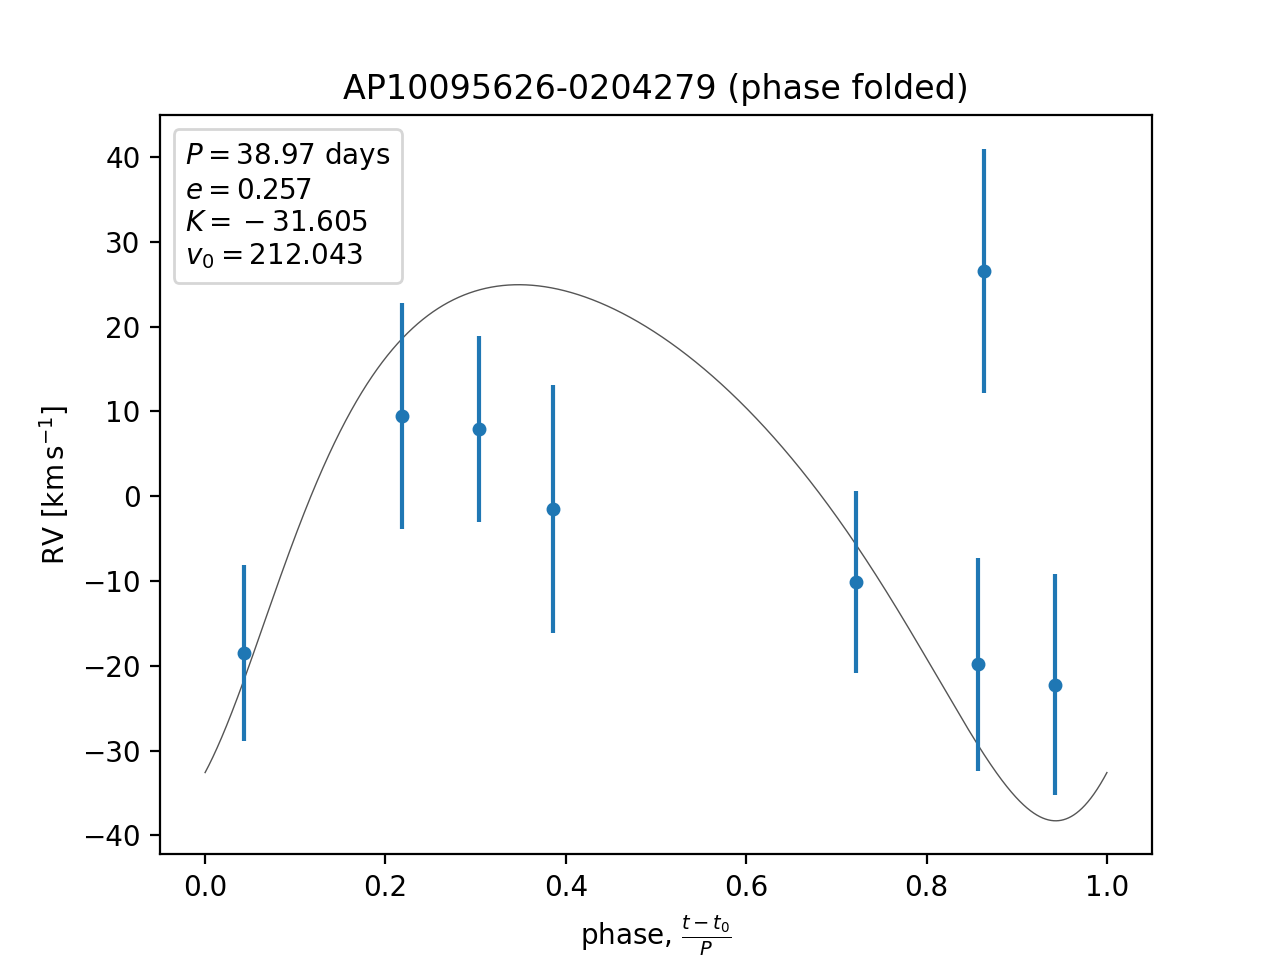 AP10095626-0204279 (phase folded)
P = 38.97 days
e = 0.257
K = −31.605
v₀ = 212.043
40
30
20
10
0
−10
−20
−30
−40
RV [km s⁻¹]
0.0 0.2 0.4 0.6 0.8 1.0
phase, (t − t₀)/P